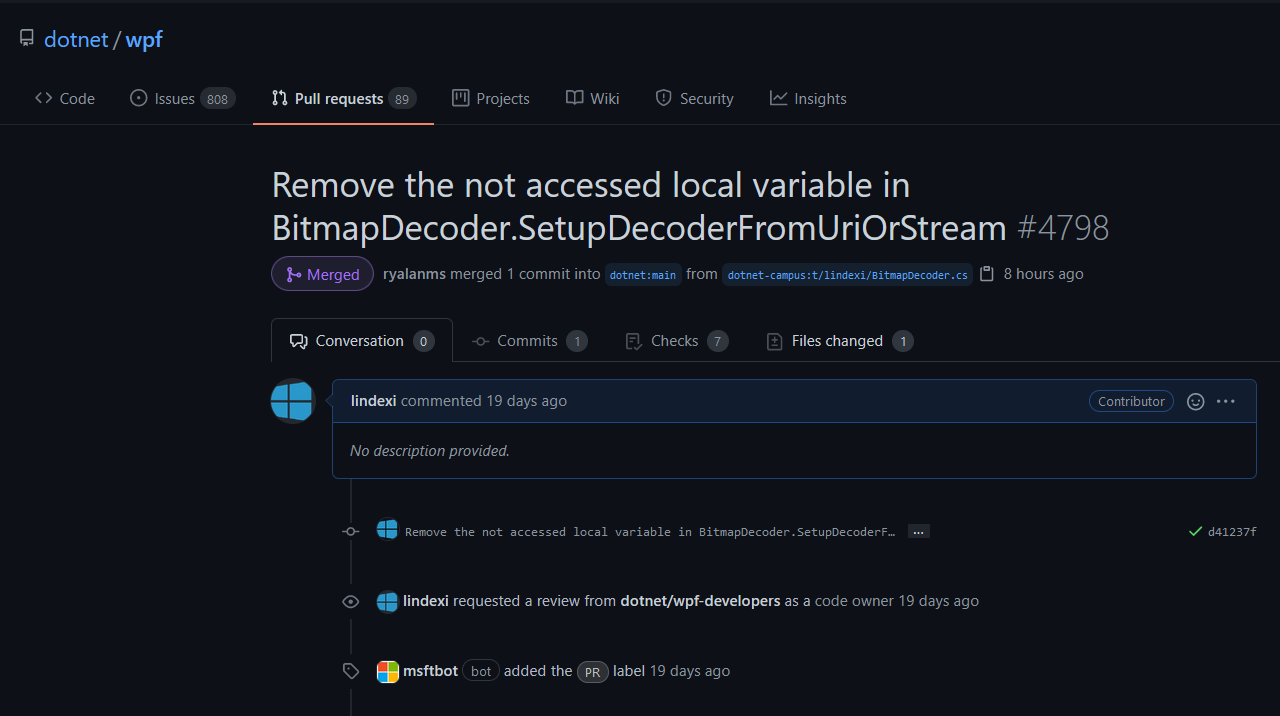 dotnet / wpf
Code Issues 808 Pull requests 89 Projects Wiki Security Insights
Remove the not accessed local variable in
BitmapDecoder.SetupDecoderFromUriOrStream #4798
Merged ryalanms merged 1 commit into dotnet:main from dotnet-campus:t/lindexi/BitmapDecoder.cs 8 hours ago
Conversation 0 Commits 1 Checks 7 Files changed 1
lindexi commented 19 days ago Contributor
No description provided.
Remove the not accessed local variable in BitmapDecoder.SetupDecoderF… … d41237f
lindexi requested a review from dotnet/wpf-developers as a code owner 19 days ago
msftbot bot added the PR label 19 days ago